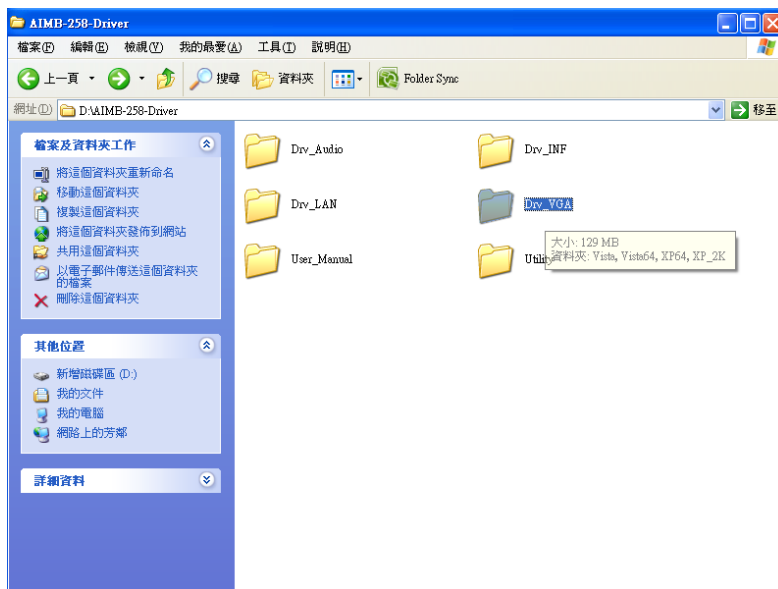 AIMB-258-Driver
檔案(F) 編輯(E) 檢視(V) 我的最愛(A) 工具(T) 說明(H)
上一頁 搜尋 資料夾 Folder Sync
網址(D) D:\AIMB-258-Driver 移至
檔案及資料夾工作
將這個資料夾重新命名
移動這個資料夾
複製這個資料夾
將這個資料夾發佈到網站
共用這個資料夾
以電子郵件傳送這個資料夾
的檔案
刪除這個資料夾
其他位置
新增磁碟區 (D:)
我的文件
我的電腦
網路上的芳鄰
詳細資料
Drv_Audio Drv_INF
Drv_LAN Drv_VGA
User_Manual Utility
大小: 129 MB
資料夾: Vista, Vista64, XP64, XP_2K